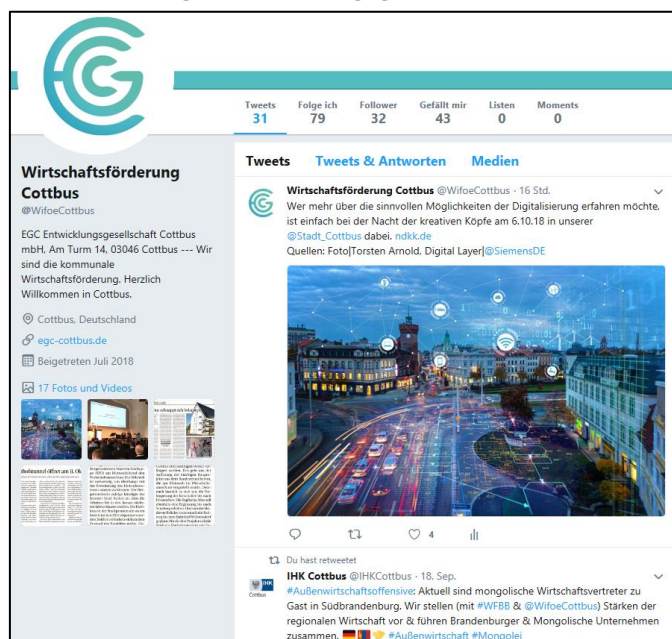 Tweets Folge ich Follower Gefällt mir Listen Moments
31 79 32 43 0 0
Wirtschaftsförderung
Cottbus
@WifoeCottbus
EGC Entwicklungsgesellschaft Cottbus
mbH, Am Turm 14, 03046 Cottbus --- Wir
sind die kommunale
Wirtschaftsförderung. Herzlich
Willkommen in Cottbus.
Cottbus, Deutschland
egc-cottbus.de
Beigetreten Juli 2018
17 Fotos und Videos
Tweets Tweets & Antworten Medien
Wirtschaftsförderung Cottbus @WifoeCottbus · 16 Std.
Wer mehr über die sinnvollen Möglichkeiten der Digitalisierung erfahren möchte,
ist einfach bei der Nacht der kreativen Köpfe am 6.10.18 in unserer
@Stadt_Cottbus dabei. ndkk.de
Quellen: Foto|Torsten Arnold, Digital Layer|@SiemensDE
4
Du hast retweetet
IHK Cottbus @IHKCottbus · 18. Sep.
#Außenwirtschaftsoffensive: Aktuell sind mongolische Wirtschaftsvertreter zu
Gast in Südbrandenburg. Wir stellen (mit #WFBB & @WifoeCottbus) Stärken der
regionalen Wirtschaft vor & führen Brandenburger & Mongolische Unternehmen
zusammen. #Außenwirtschaft #Mongolei
IHK
Cottbus